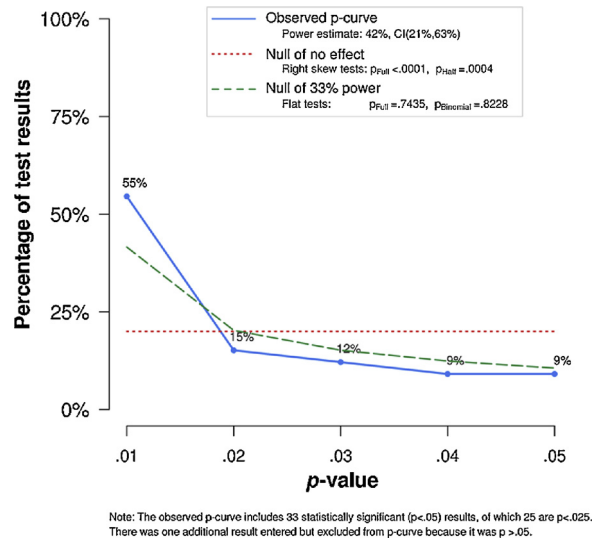 100%
75%
50%
25%
0%
Percentage of test results
Observed p-curve
Power estimate: 42%, CI(21%,63%)
Null of no effect
Right skew tests: pFull <.0001, pHalf =.0004
Null of 33% power
Flat tests: pFull =.7435, pBinomial =.8228
55%
15%
12%
9%
9%
.01 .02 .03 .04 .05
p-value
Note: The observed p-curve includes 33 statistically significant (p<.05) results, of which 25 are p<.025.
There was one additional result entered but excluded from p-curve because it was p >.05.